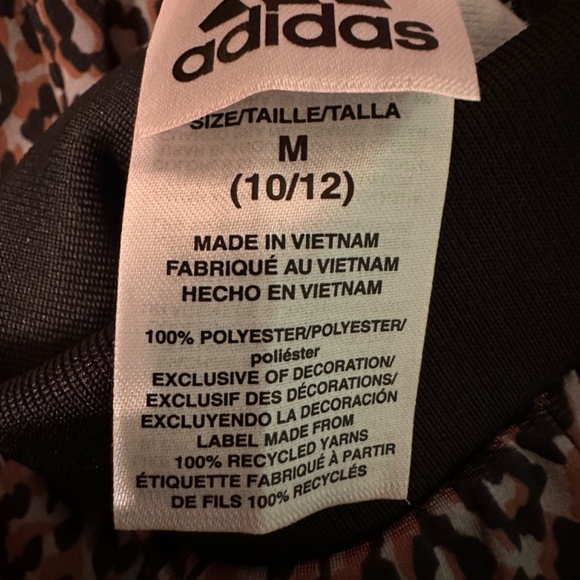 adidas
SIZE/TAILLE/TALLA
M
(10/12)
MADE IN VIETNAM
FABRIQUÉ AU VIETNAM
HECHO EN VIETNAM
100% POLYESTER/POLYESTER/
poliéster
EXCLUSIVE OF DECORATION/
EXCLUSIF DES DÉCORATIONS/
EXCLUYENDO LA DECORACIÓN
LABEL MADE FROM
100% RECYCLED YARNS
ÉTIQUETTE FABRIQUÉ À PARTIR
DE FILS 100% RECYCLÉS